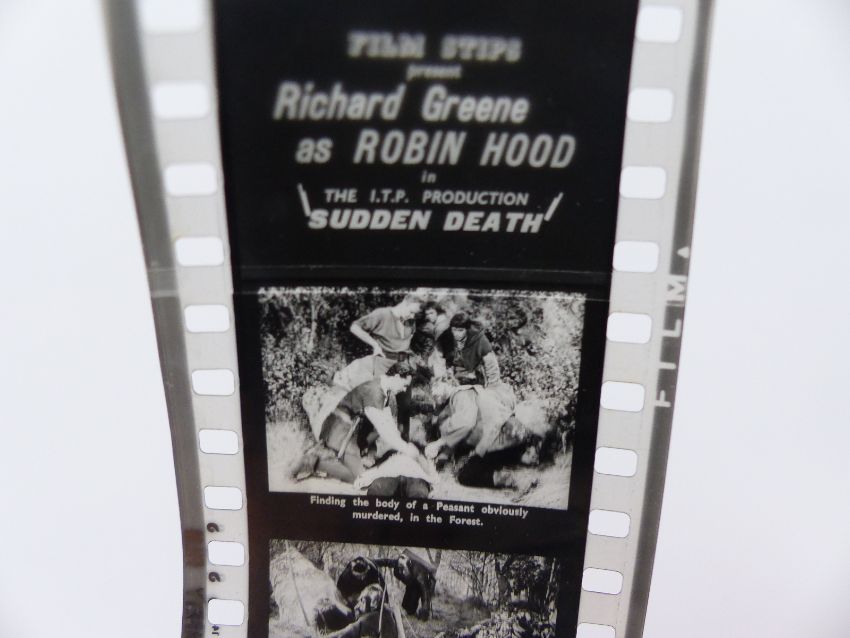 FILM STIPS
present
Richard Greene
as ROBIN HOOD
in
THE I.T.P. PRODUCTION
"SUDDEN DEATH"
Finding the body of a Peasant obviously
murdered, in the Forest.
FILM